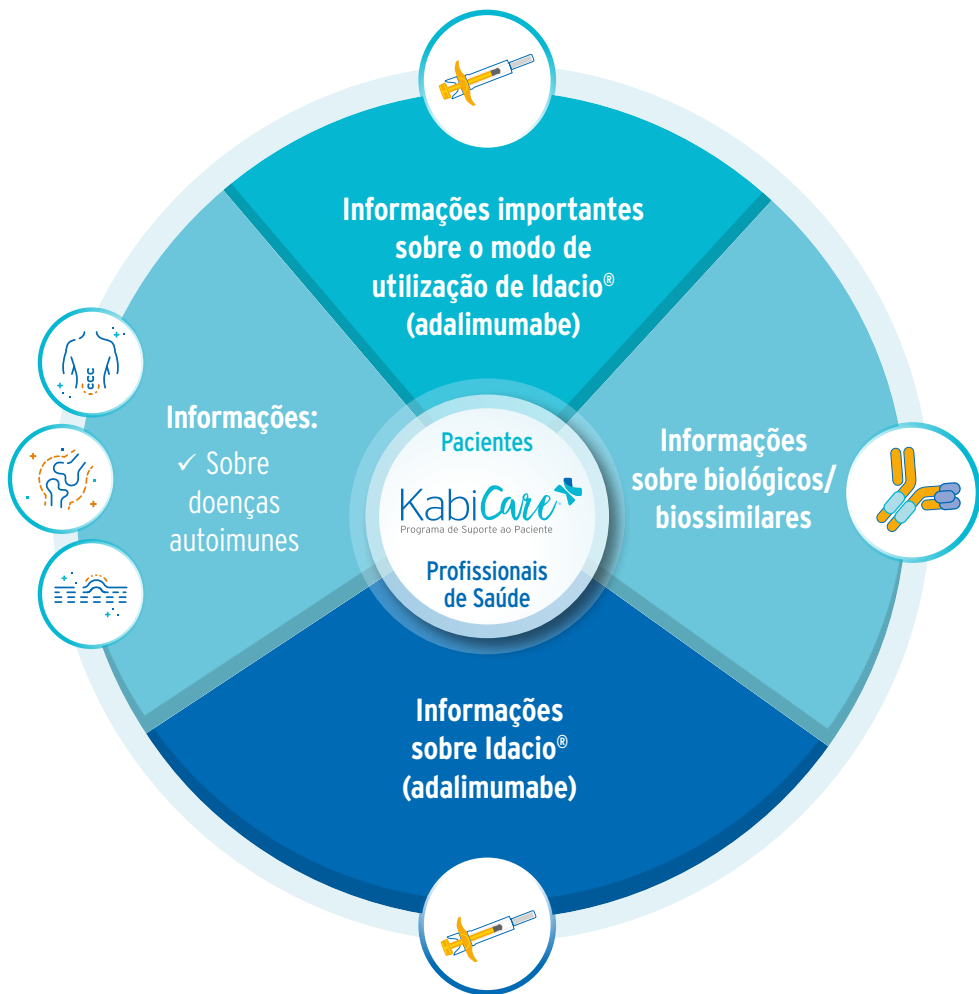 Informações importantes
sobre o modo de
utilização de Idacio®
(adalimumabe)
Informações:
✓ Sobre
doenças
autoimunes
Pacientes
KabiCare
Programa de Suporte ao Paciente
Profissionais
de Saúde
Informações
sobre biológicos/
biossimilares
Informações
sobre Idacio®
(adalimumabe)